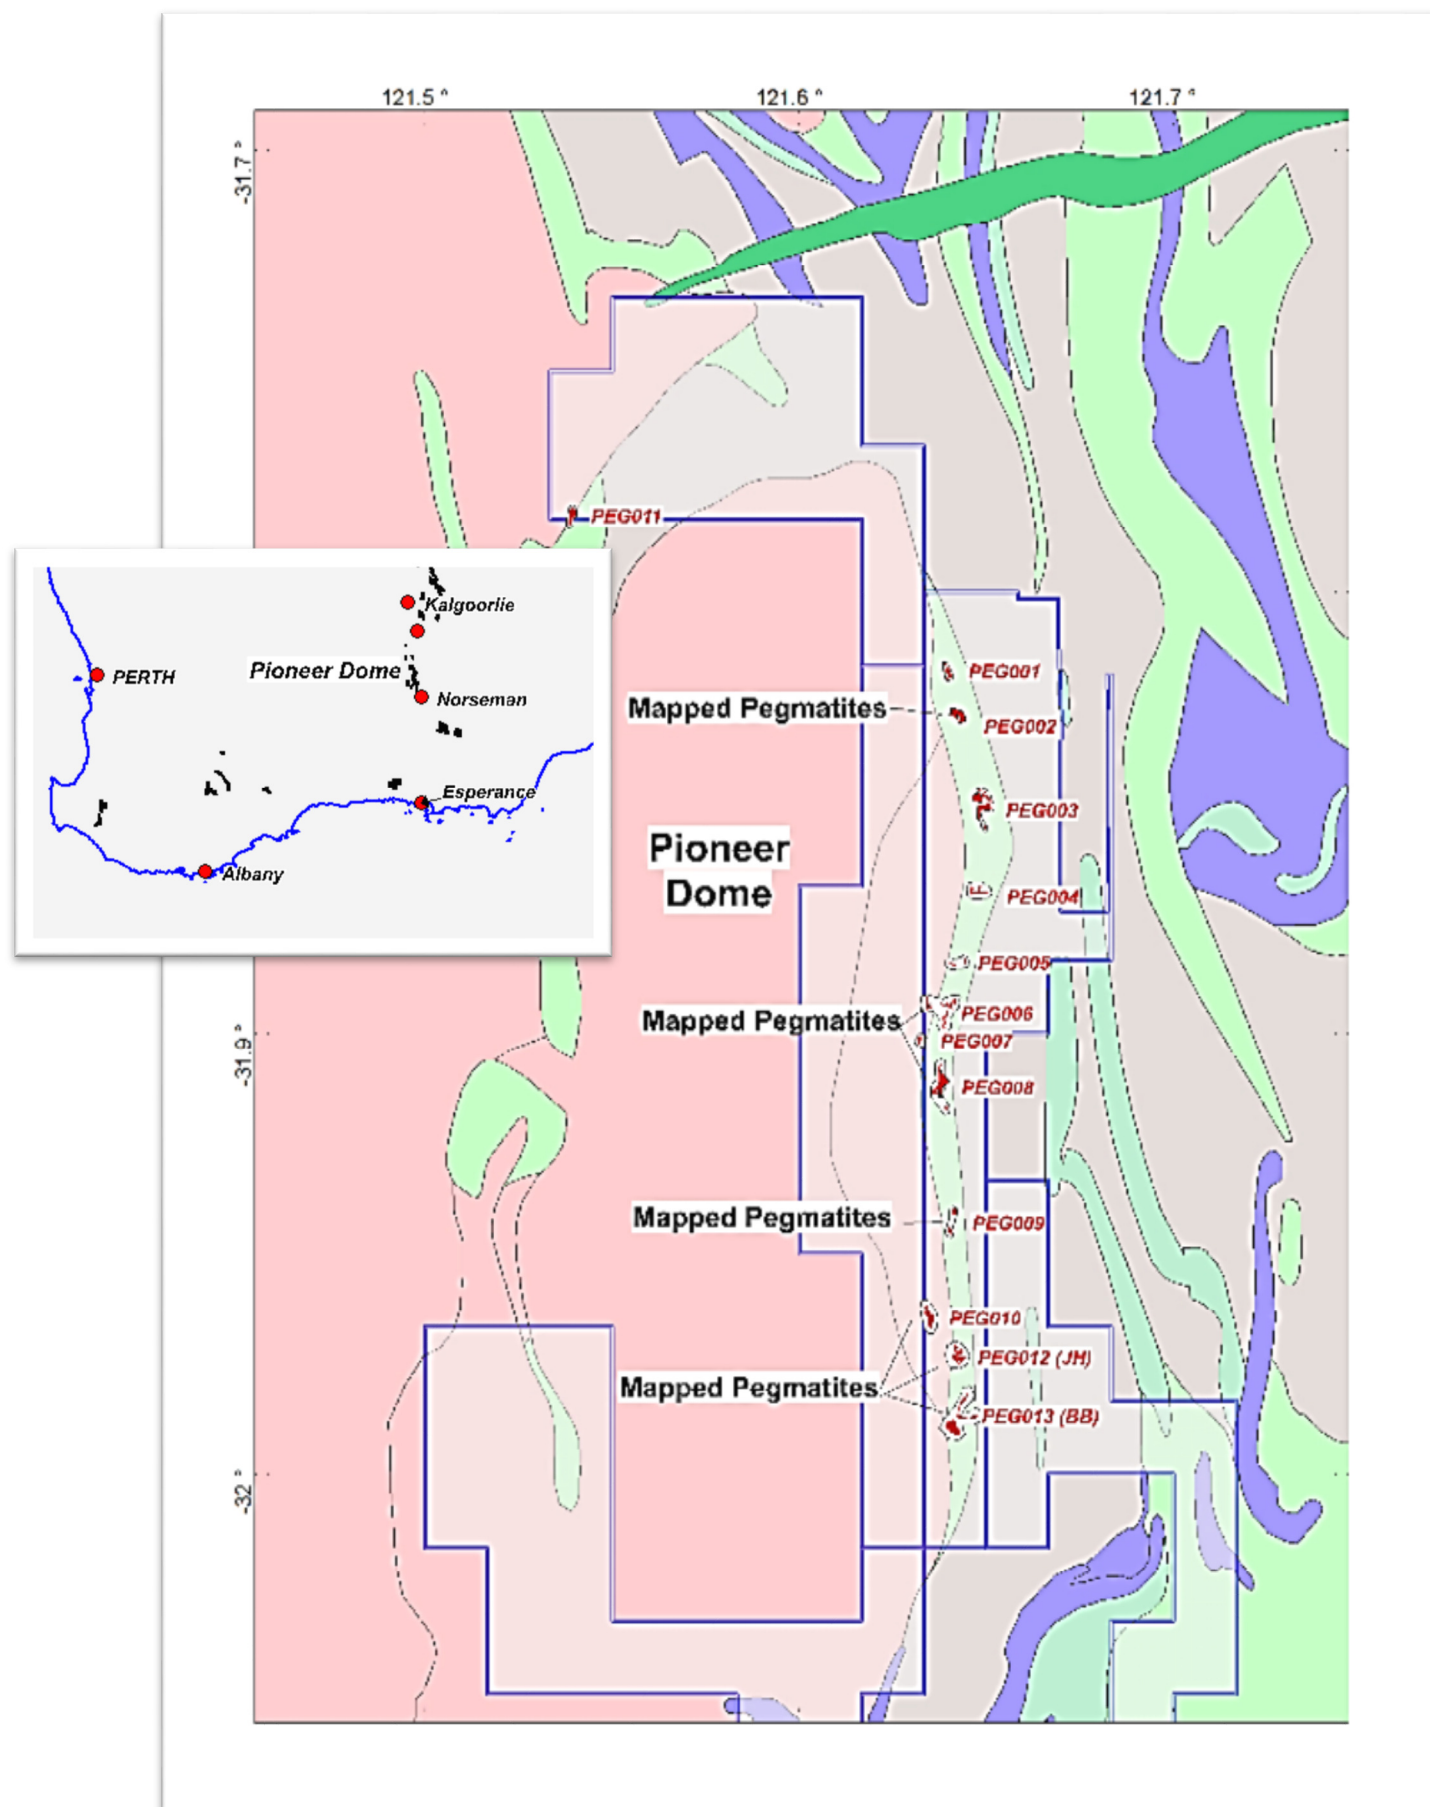 121.5 °
121.6 °
121.7 °
-31.7 °
PEG011
Kalgoorlie
Pioneer Dome
PERTH
Norseman
Esperance
Albany
PEG001
Mapped Pegmatites
PEG002
PEG003
Pioneer
Dome
PEG004
PEG005
PEG006
Mapped Pegmatites
PEG007
-31.9 °
PEG008
Mapped Pegmatites
PEG009
PEG010
PEG012 (JH)
Mapped Pegmatites
PEG013 (BB)
-32 °